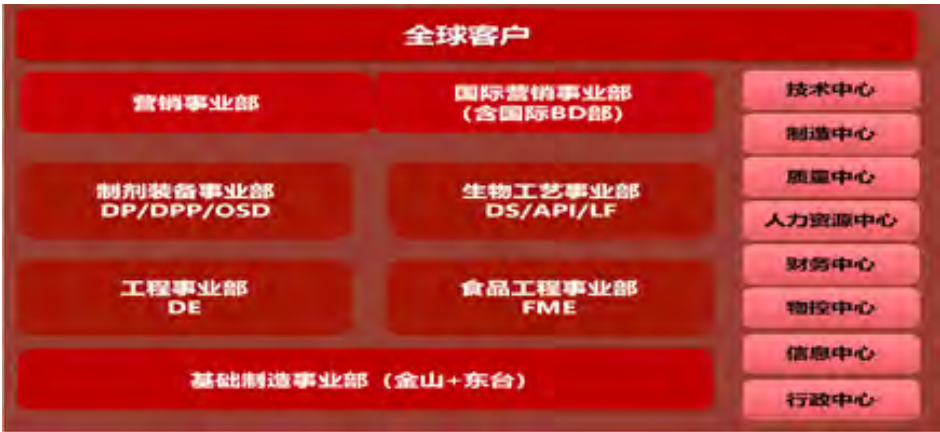 全球客户
营销事业部
国际营销事业部
(含国际BD部)
制剂装备事业部
DP/DPP/OSD
生物工艺事业部
DS/API/LF
工程事业部
DE
食品工程事业部
FME
基础制造事业部（金山+东台）
技术中心
制造中心
质量中心
人力资源中心
财务中心
物控中心
信息中心
行政中心